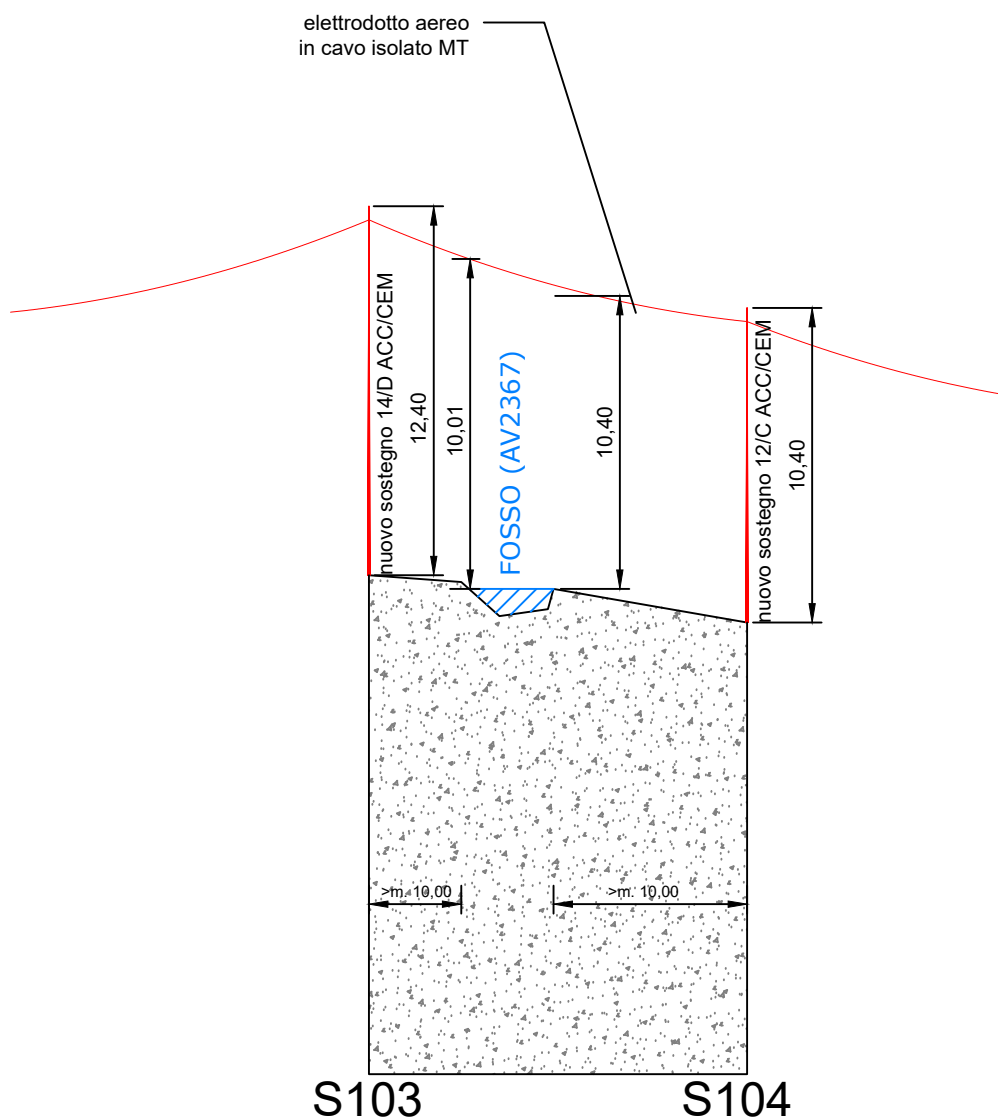 elettrodotto aereo
in cavo isolato MT
nuovo sostegno 14/D ACC/CEM
12,40
10,01
FOSSO (AV2367)
10,40
nuovo sostegno 12/C ACC/CEM
10,40
>m. 10,00
>m. 10,00
S103
S104